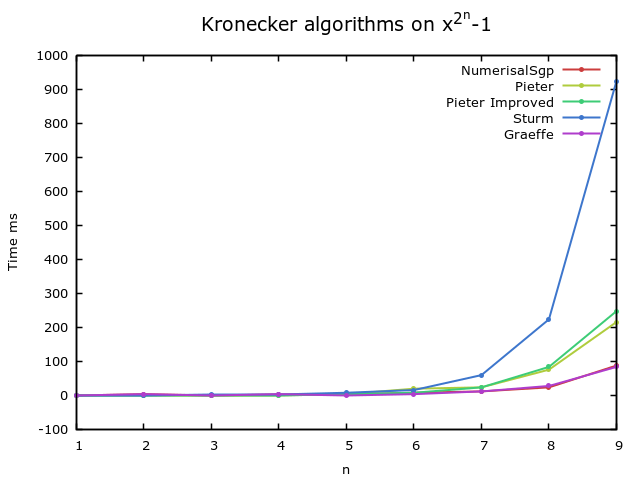 Kronecker algorithms on x^2^n-1
1000
900
800
700
600
500
400
300
200
100
0
-100
Time ms
NumerisalSgp
Pieter
Pieter Improved
Sturm
Graeffe
1 2 3 4 5 6 7 8 9
n